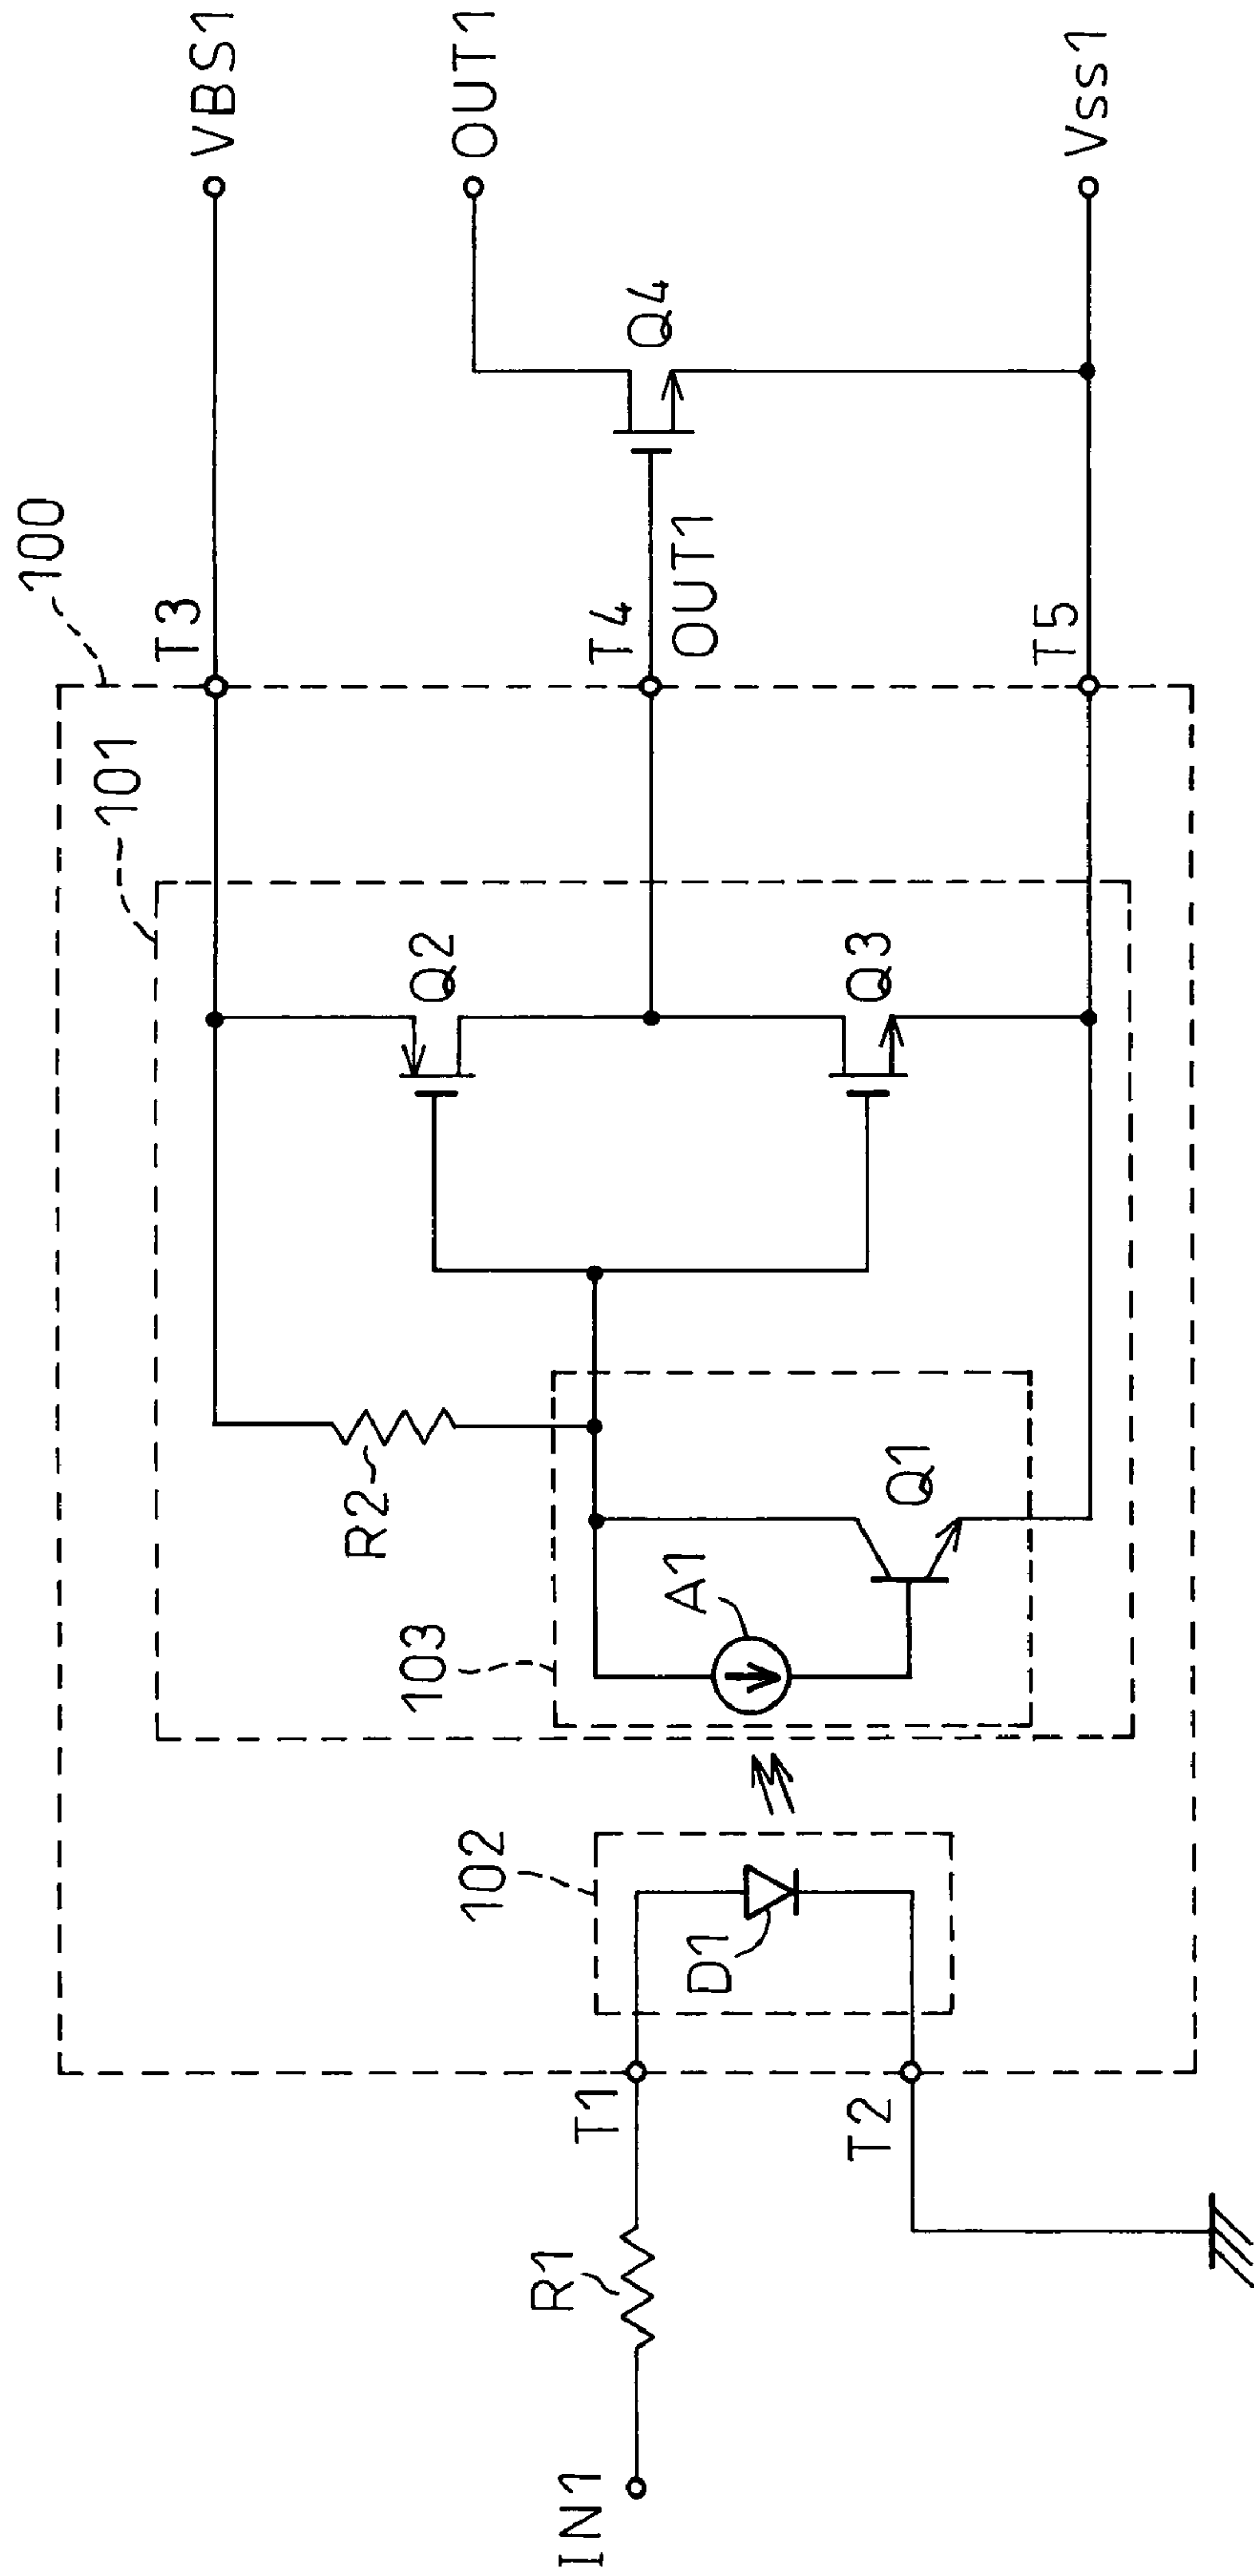 100
101
T3
VBS1
OUT1
Q2
R2
T4
OUT1
Q4
103
A1
Q1
Q3
102
D1
IN1
R1
T1
T2
T5
Vss1